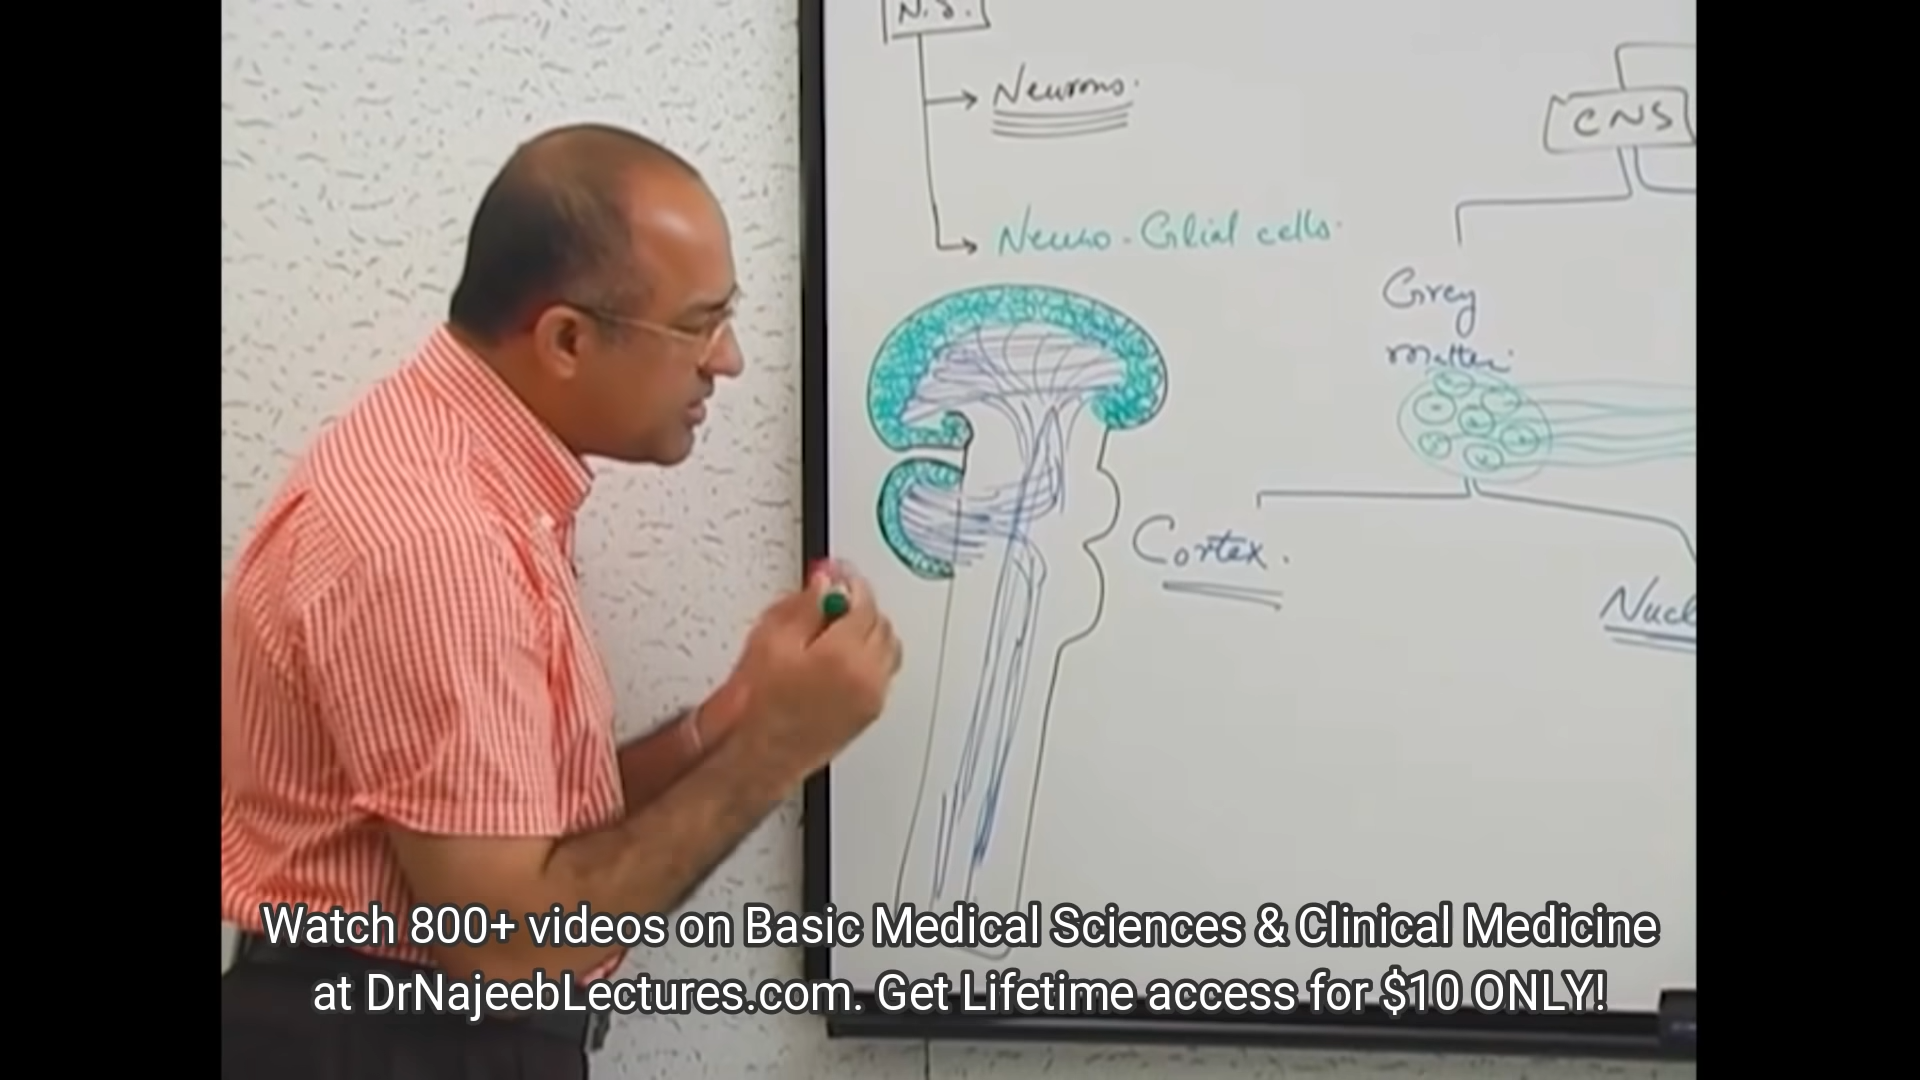 N.S.
Neurons.
CNS
Neuro-Glial cells.
Grey
matter
Cortex.
Nucl
Watch 800+ videos on Basic Medical Sciences & Clinical Medicine
at DrNajeebLectures.com. Get Lifetime access for $10 ONLY!